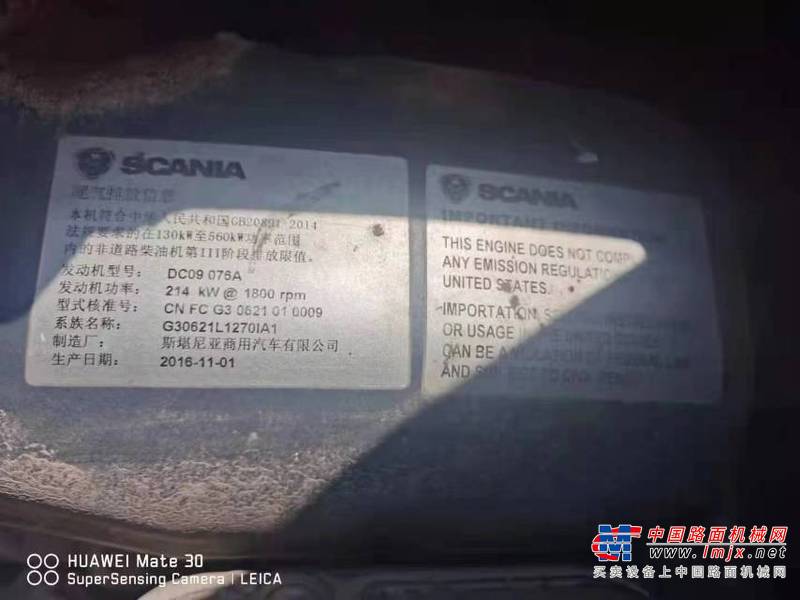 SCANIA
尾气排放信息
本机符合中华人民共和国GB20891 2014
法规要求的在130kW至560kW功率范围
内的非道路柴油机第III阶段排放限值。
发动机型号: DC09 076A
发动机功率: 214 kW @ 1800 rpm
型式核准号: CN FC G3 0621 01 0009
系族名称: G30621L1270IA1
制造厂: 斯堪尼亚商用汽车有限公司
生产日期: 2016-11-01
SCANIA
IMPORTANT
THIS ENGINE DOES NOT
ANY EMISSION
UNITED STATES.
IMPORTATION,
OR USAGE IN THE UNITED
CAN BE A VIOLATION OF
AND
HUAWEI Mate 30
SuperSensing Camera | LEICA
中国路面机械网
www.lmjx.net
买卖设备上中国路面机械网